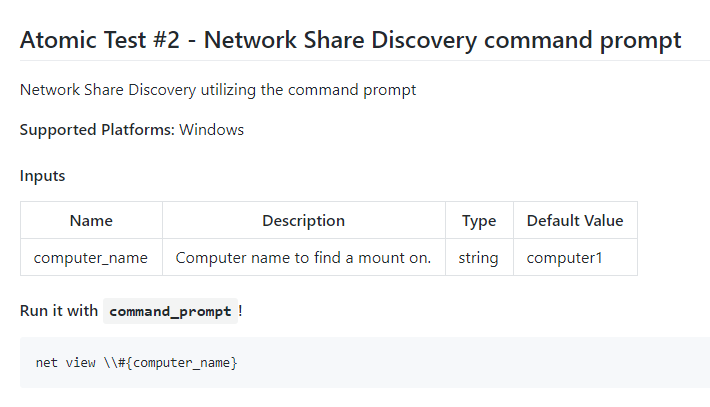 Atomic Test #2 - Network Share Discovery command prompt
Network Share Discovery utilizing the command prompt
Supported Platforms: Windows
Inputs
Name Description Type Default Value
computer_name Computer name to find a mount on. string computer1
Run it with command_prompt!
net view \\#{computer_name}